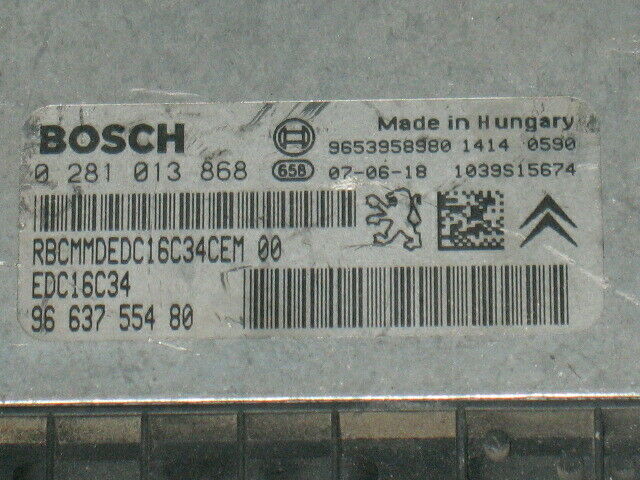 BOSCH
Made in Hungary
9653958980 1414 0590
0 281 013 868
658
07-06-18 1039S15674
RBCMMDEDC16C34CEM 00
EDC16C34
96 637 554 80